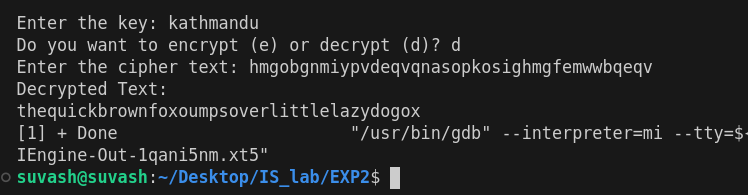 Enter the key: kathmandu
Do you want to encrypt (e) or decrypt (d)? d
Enter the cipher text: hmgobgnmiypvdeqvqnasopkosighmgfemwwbqeqv
Decrypted Text:
thequickbrownfoxoumpsoverlittlelazydogox
[1] + Done "/usr/bin/gdb" --interpreter=mi --tty=${
IEngine-Out-1qani5nm.xt5"
suvash@suvash:~/Desktop/IS_lab/EXP2$